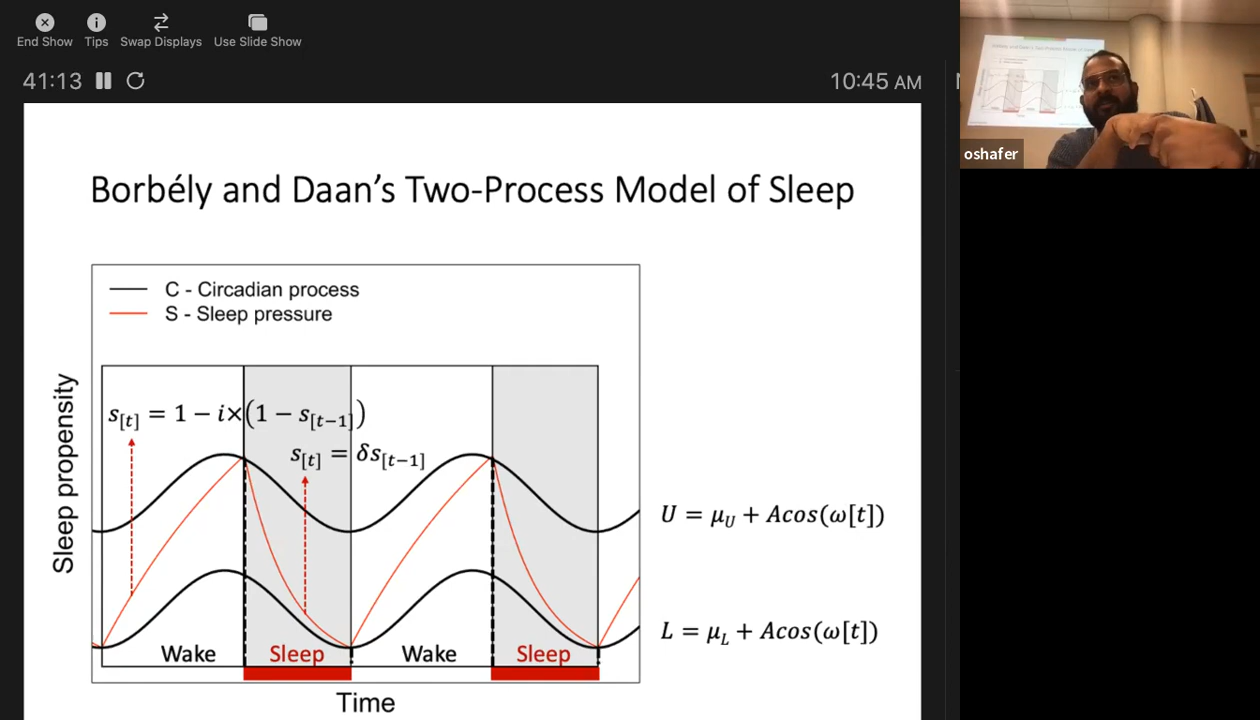 End Show Tips Swap Displays Use Slide Show
41:13
10:45 AM
oshafer
Borbély and Daan's Two-Process Model of Sleep
C - Circadian process
S - Sleep pressure
Sleep propensity
s[t] = 1 − i×(1 − s[t−1])
s[t] = δs[t−1]
U = μU + Acos(ω[t])
L = μL + Acos(ω[t])
Wake Sleep Wake Sleep
Time